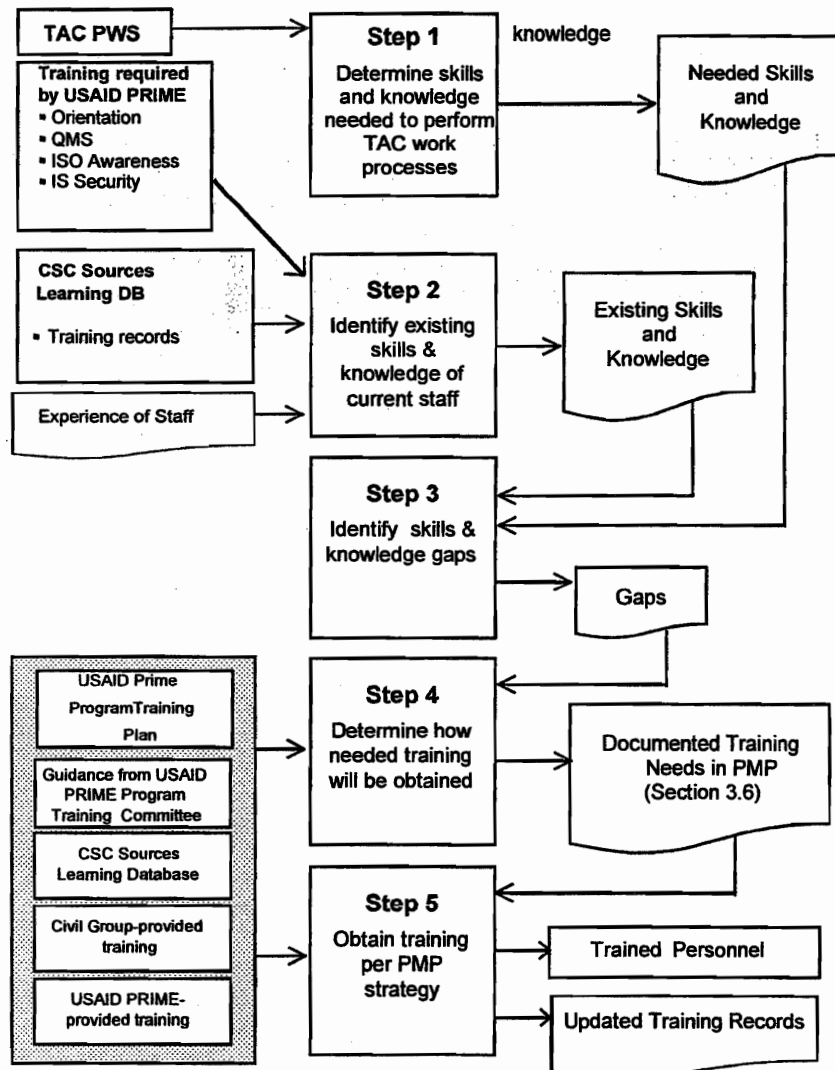 TAC PWS
Training required
by USAID PRIME
▪ Orientation
▪ QMS
▪ ISO Awareness
▪ IS Security
CSC Sources
Learning DB
▪ Training records
Experience of Staff
Step 1
Determine skills
and knowledge
needed to perform
TAC work
processes
knowledge
Needed Skills
and
Knowledge
Step 2
Identify existing
skills &
knowledge of
current staff
Existing Skills
and
Knowledge
Step 3
Identify skills &
knowledge gaps
Gaps
USAID Prime
ProgramTraining
Plan
Guidance from USAID
PRIME Program
Training Committee
CSC Sources
Learning Database
Civil Group-provided
training
USAID PRIME-
provided training
Step 4
Determine how
needed training
will be obtained
Documented Training
Needs in PMP
(Section 3.6)
Step 5
Obtain training
per PMP
strategy
Trained Personnel
Updated Training Records